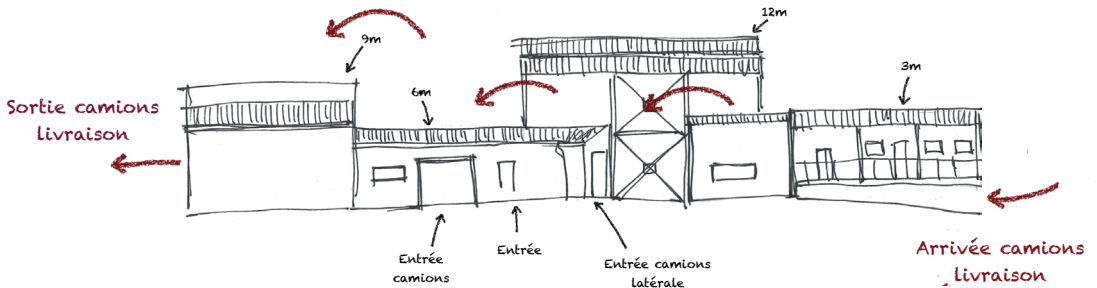 12m
9m
3m
6m
Sortie camions
livraison
Entrée
camions
Entrée
Entrée camions
latérale
Arrivée camions
livraison